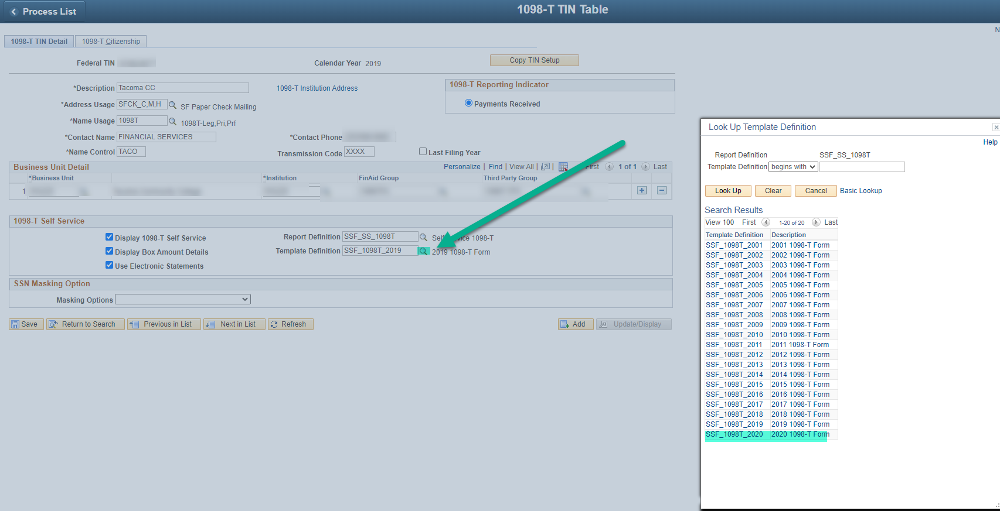 Process List
1098-T TIN Table
N
1098-T TIN Detail
1098-T Citizenship
Federal TIN
Calendar Year 2019
Copy TIN Setup
*Description Tacoma CC
1098-T Institution Address
1098-T Reporting Indicator
*Address Usage SFCK_C,M,H SF Paper Check Mailing
Payments Received
*Name Usage 1098T 1098T-Leg,Pri,Prf
*Contact Name FINANCIAL SERVICES
*Contact Phone
*Name Control TACO
Transmission Code XXXX
Last Filing Year
Business Unit Detail
Personalize | Find | View All | | First 1 of 1 Last
*Business Unit *Institution FinAid Group Third Party Group
1
1098-T Self Service
Display 1098-T Self Service
Report Definition SSF_SS_1098T Self Service 1098-T
Display Box Amount Details
Template Definition SSF_1098T_2019 2019 1098-T Form
Use Electronic Statements
SSN Masking Option
Masking Options
Save Return to Search Previous in List Next in List Refresh Add Update/Display
Look Up Template Definition
x
Help
Report Definition SSF_SS_1098T
Template Definition begins with
Look Up Clear Cancel Basic Lookup
Search Results
View 100 First 1-20 of 20 Last
Template Definition Description
SSF_1098T_2001 2001 1098-T Form
SSF_1098T_2002 2002 1098-T Form
SSF_1098T_2003 2003 1098-T Form
SSF_1098T_2004 2004 1098-T Form
SSF_1098T_2005 2005 1098-T Form
SSF_1098T_2006 2006 1098-T Form
SSF_1098T_2007 2007 1098-T Form
SSF_1098T_2008 2008 1098-T Form
SSF_1098T_2009 2009 1098-T Form
SSF_1098T_2010 2010 1098-T Form
SSF_1098T_2011 2011 1098-T Form
SSF_1098T_2012 2012 1098-T Form
SSF_1098T_2013 2013 1098-T Form
SSF_1098T_2014 2014 1098-T Form
SSF_1098T_2015 2015 1098-T Form
SSF_1098T_2016 2016 1098-T Form
SSF_1098T_2017 2017 1098-T Form
SSF_1098T_2018 2018 1098-T Form
SSF_1098T_2019 2019 1098-T Form
SSF_1098T_2020 2020 1098-T Form